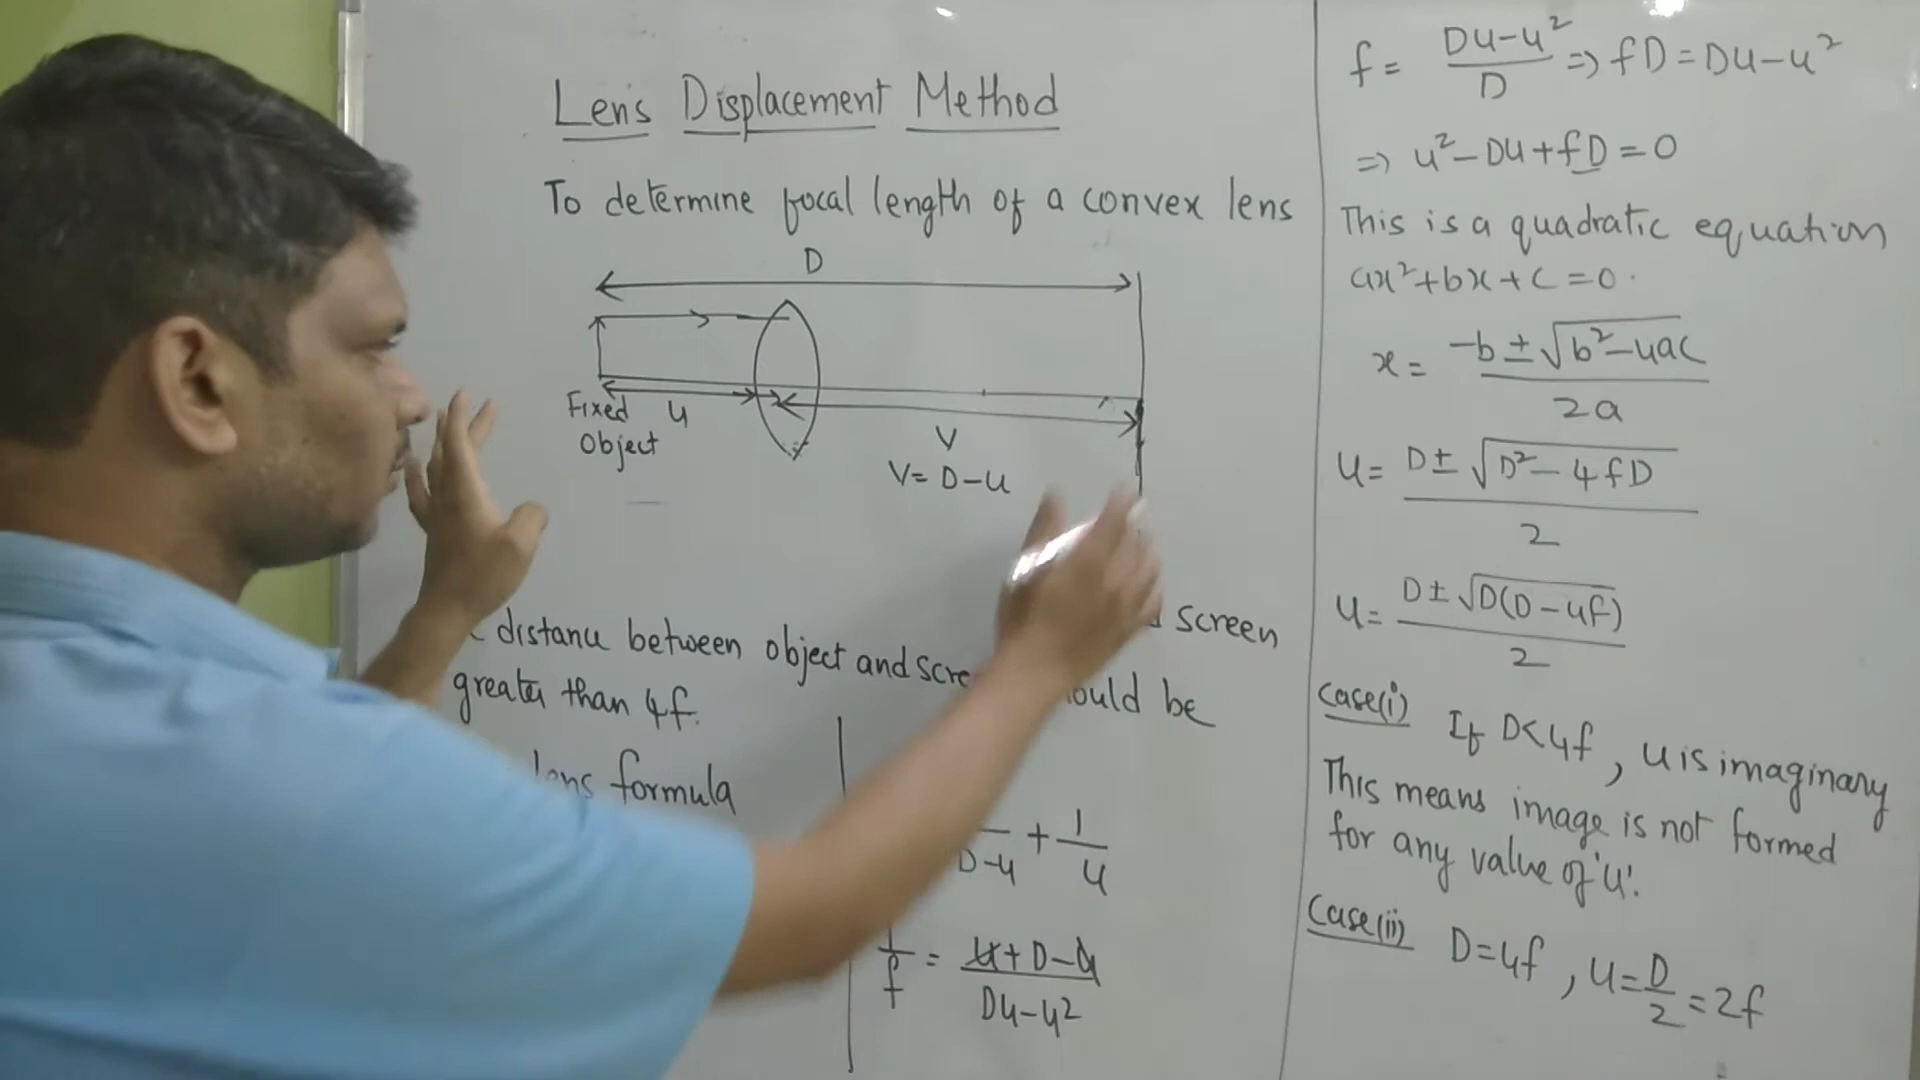 Lens Displacement Method
To determine focal length of a convex lens
D
Fixed
Object
u
V
V = D-u
distance between object and screen
greater than 4f.
lens formula
should be
D-u + 1/u
1/f = (u+D-u)/(Du-u²)
f = (Du-u²)/D => fD = Du-u²
=> u²-Du+fD=0
This is a quadratic equation
ax²+bx+c=0.
x = (-b ± √(b²-4ac))/2a
u = (D ± √(D²-4fD))/2
u = (D ± √(D(D-4f)))/2
Case(i) If D<4f, u is imaginary
This means image is not formed
for any value of 'u'.
Case(ii) D=4f, u=D/2=2f